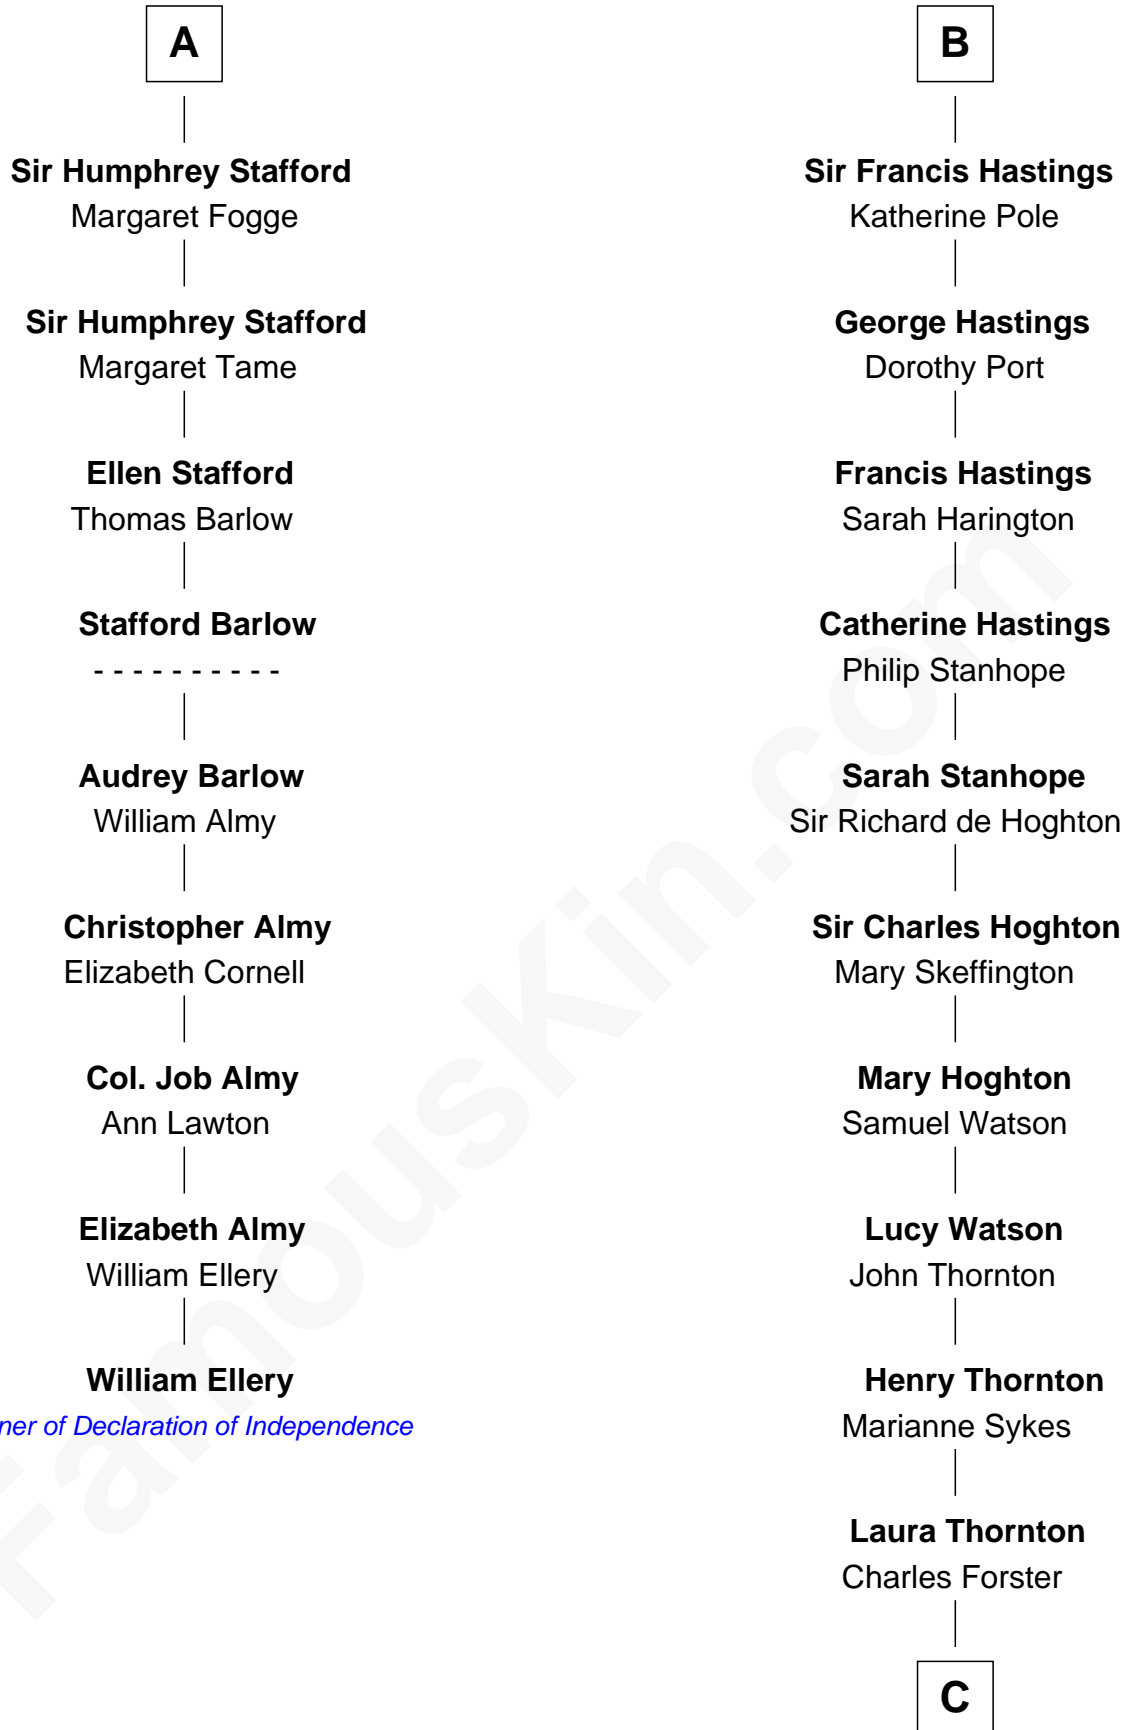 A
Sir Humphrey Stafford
Margaret Fogge
Sir Humphrey Stafford
Margaret Tame
Ellen Stafford
Thomas Barlow
Stafford Barlow
- - - - - - - - - -
Audrey Barlow
William Almy
Christopher Almy
Elizabeth Cornell
Col. Job Almy
Ann Lawton
Elizabeth Almy
William Ellery
William Ellery
ner of Declaration of Independence
B
Sir Francis Hastings
Katherine Pole
George Hastings
Dorothy Port
Francis Hastings
Sarah Harington
Catherine Hastings
Philip Stanhope
Sarah Stanhope
Sir Richard de Hoghton
Sir Charles Hoghton
Mary Skeffington
Mary Hoghton
Samuel Watson
Lucy Watson
John Thornton
Henry Thornton
Marianne Sykes
Laura Thornton
Charles Forster
C
FamousKin.com